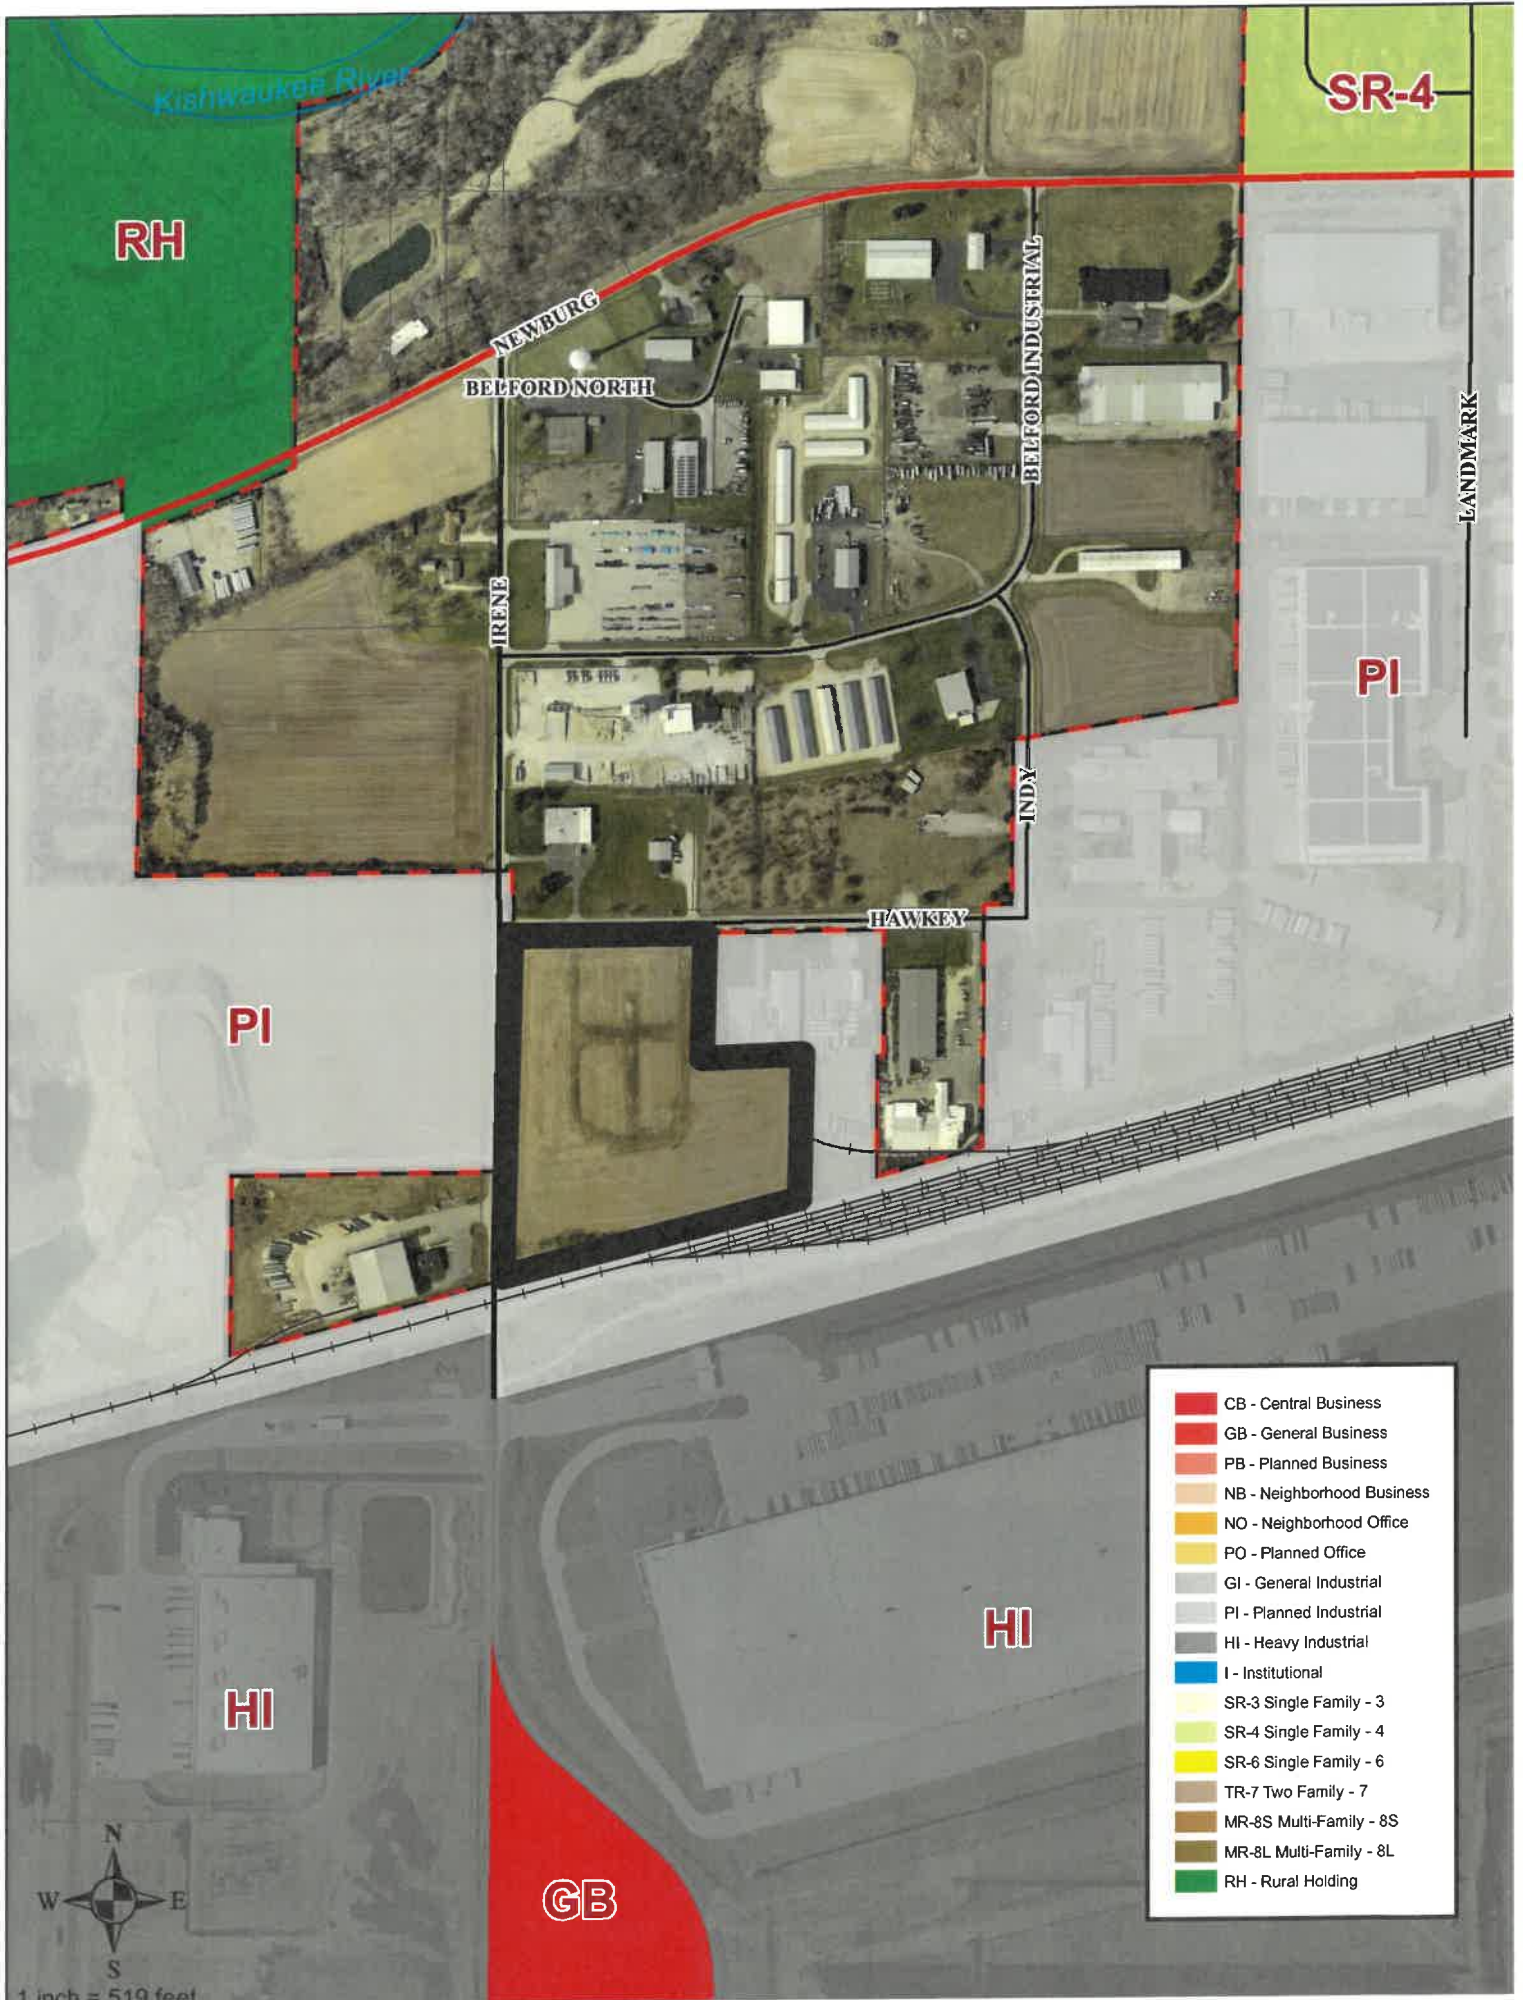 Kishwaukee River
SR-4
RH
NEWBURG
BELFORD NORTH
BELFORD INDUSTRIAL
LANDMARK
IRENE
PI
INDY
HAWKEY
PI
CB - Central Business
GB - General Business
PB - Planned Business
NB - Neighborhood Business
NO - Neighborhood Office
PO - Planned Office
GI - General Industrial
PI - Planned Industrial
HI - Heavy Industrial
I - Institutional
SR-3 Single Family - 3
SR-4 Single Family - 4
SR-6 Single Family - 6
TR-7 Two Family - 7
MR-8S Multi-Family - 8S
MR-8L Multi-Family - 8L
RH - Rural Holding
HI
HI
GB
N
W E
S
1 inch = 519 feet